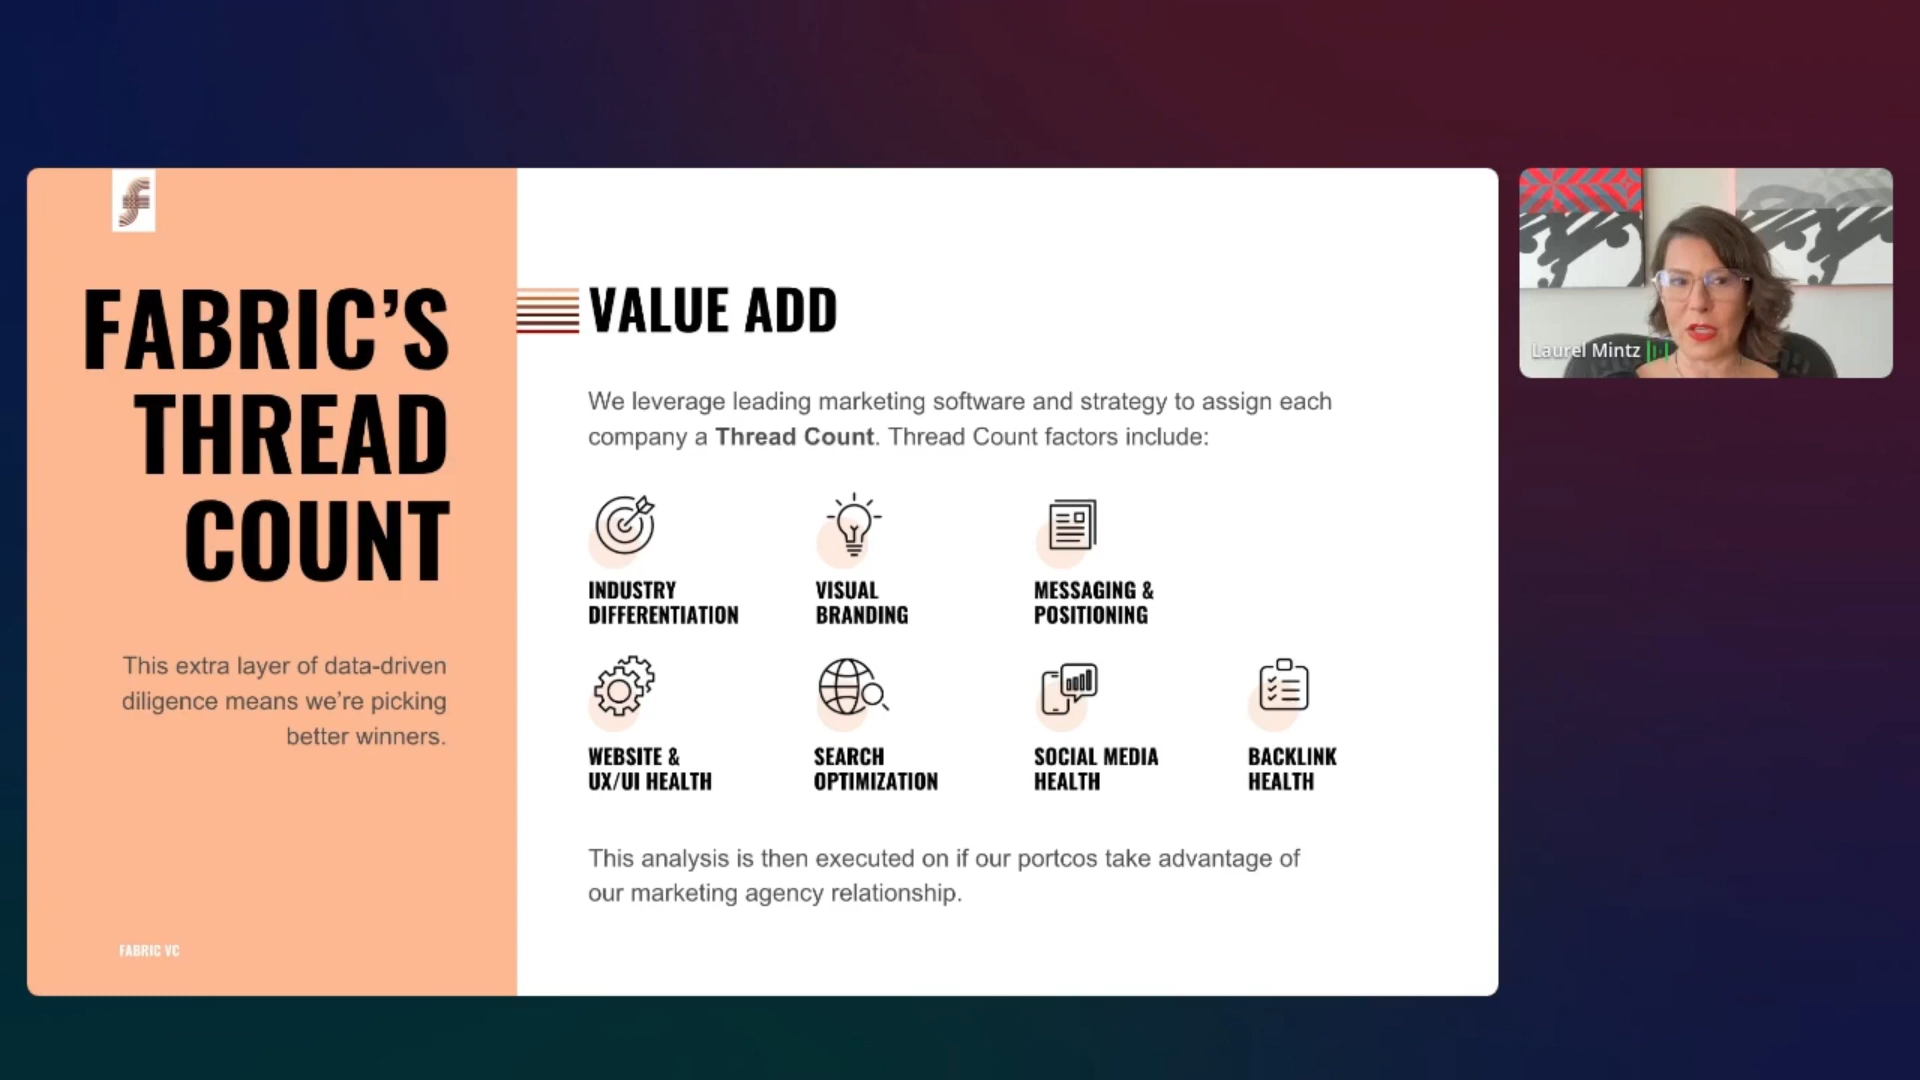 FABRIC’S
THREAD
COUNT
This extra layer of data-driven
diligence means we’re picking
better winners.
FABRIC VC
VALUE ADD
We leverage leading marketing software and strategy to assign each
company a Thread Count. Thread Count factors include:
INDUSTRY
DIFFERENTIATION
VISUAL
BRANDING
MESSAGING &
POSITIONING
WEBSITE &
UX/UI HEALTH
SEARCH
OPTIMIZATION
SOCIAL MEDIA
HEALTH
BACKLINK
HEALTH
This analysis is then executed on if our portcos take advantage of
our marketing agency relationship.
Laurel Mintz